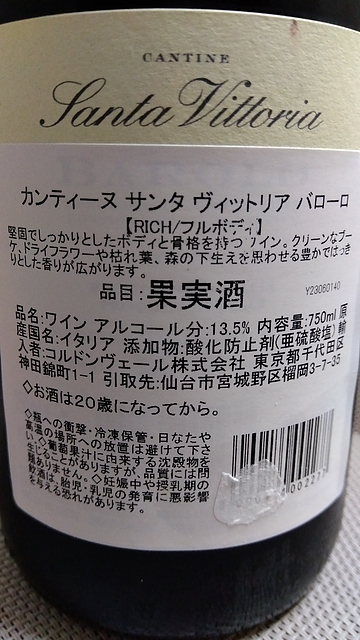 CANTINE
Santa Vittoria
カンティーヌ サンタ ヴィットリア バローロ
【RICH/フルボディ】
堅固でしっかりとしたボディと骨格を持つワイン。クリーンなブー
ケ、ドライフラワーや枯れ葉、森の下生えを思わせる豊かではっき
りとした香りが広がります。
品目:果実酒
Y23060140
品名:ワイン アルコール分:13.5% 内容量:750ml 原
産国名:イタリア 添加物:酸化防止剤(亜硫酸塩) 輸
入者:コルドンヴェール株式会社 東京都千代田区
神田錦町1-1 引取先:仙台市宮城野区榴岡3-7-35
◇お酒は20歳になってから。
◇瓶への衝撃・冷凍保管・日なたや
高温の場所への放置は避けて下さ
い。◇葡萄果汁に由来する沈殿物を
生じることがありますが、品質には問
題ありません。◇妊娠中や授乳期の
飲酒は、胎児・乳児の発育に悪影響
を与える恐れがあります。